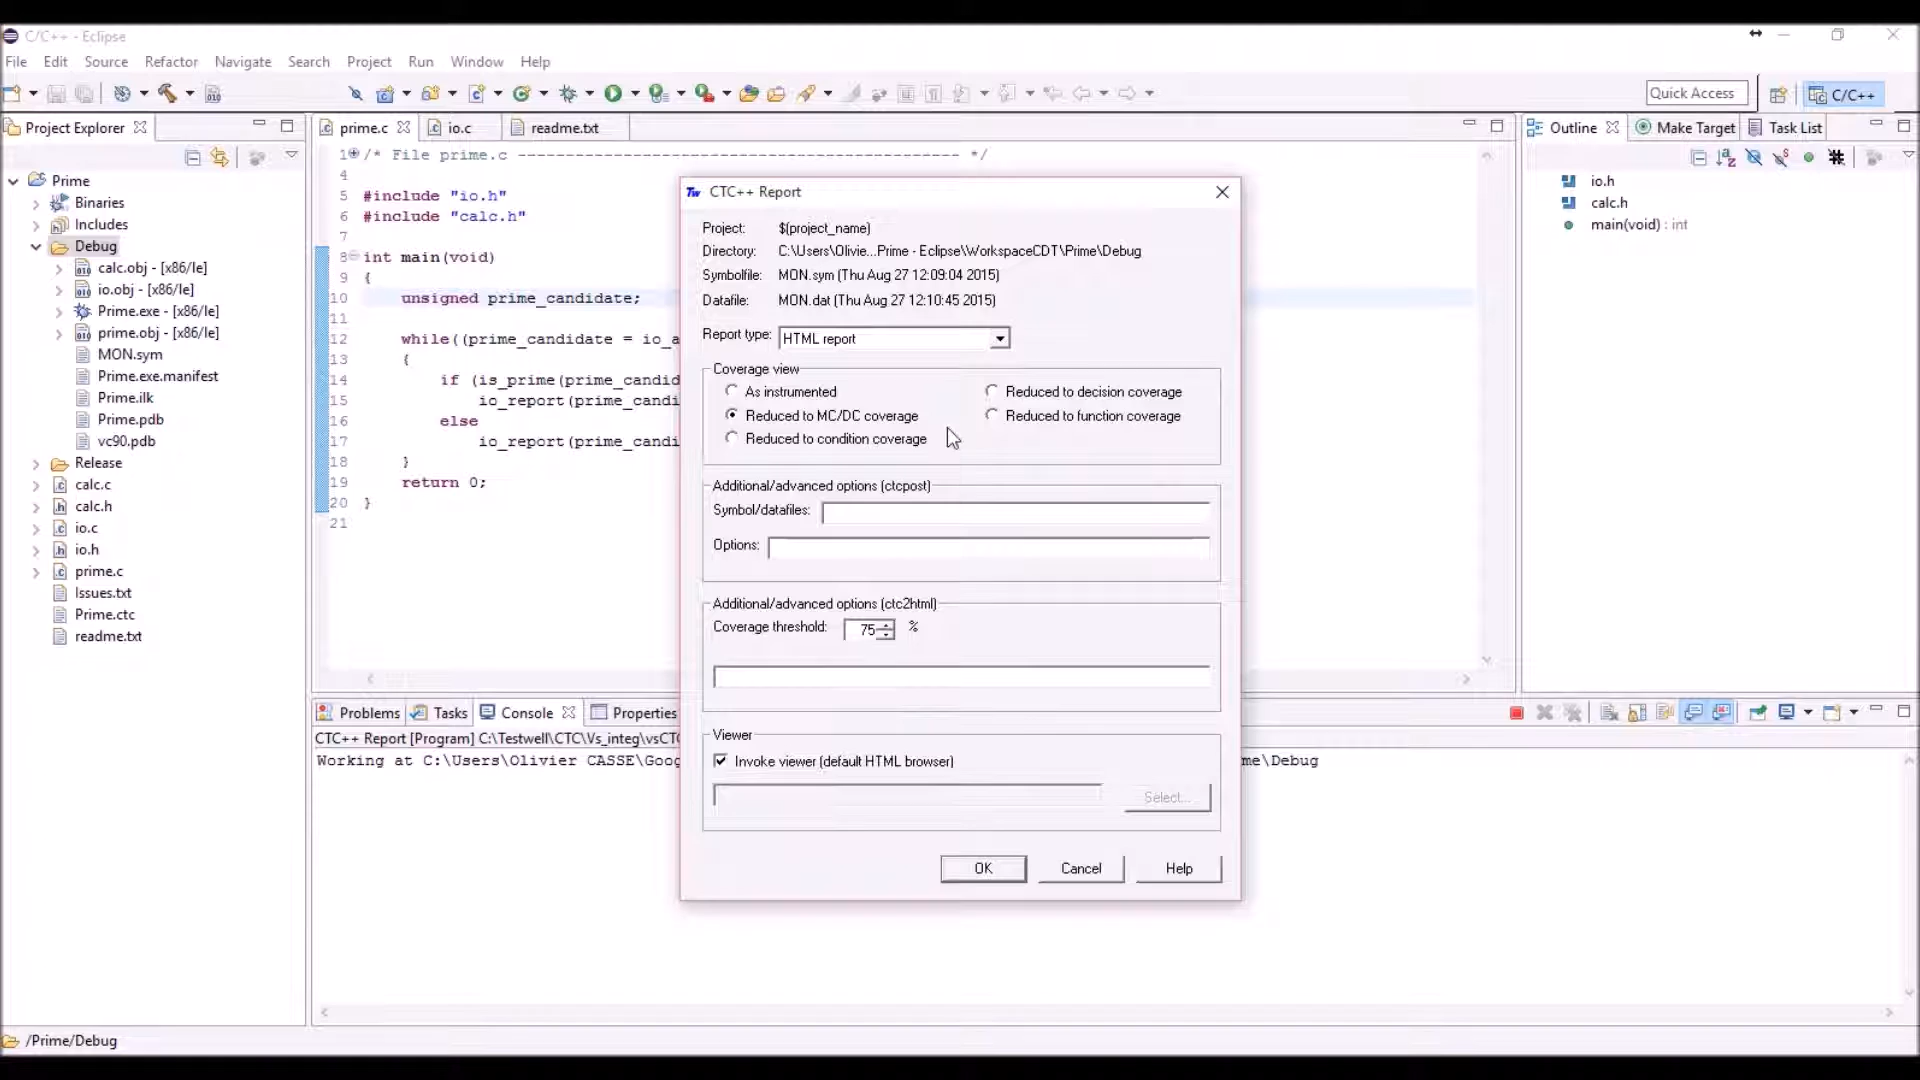 C/C++ - Eclipse
File Edit Source Refactor Navigate Search Project Run Window Help
Quick Access
C/C++
Project Explorer
prime.c
io.c
readme.txt
Outline
Make Target
Task List
Prime
Binaries
Includes
Debug
calc.obj - [x86/le]
io.obj - [x86/le]
Prime.exe - [x86/le]
prime.obj - [x86/le]
MON.sym
Prime.exe.manifest
Prime.ilk
Prime.pdb
vc90.pdb
Release
calc.c
calc.h
io.c
io.h
prime.c
Issues.txt
Prime.ctc
readme.txt
1 /* File prime.c ---------------------------------------------- */
4
5 #include "io.h"
6 #include "calc.h"
7
8 int main(void)
9 {
10 unsigned prime_candidate;
11
12 while((prime_candidate = io_a
13 {
14 if (is_prime(prime_candid
15 io_report(prime_candi
16 else
17 io_report(prime_candi
18 }
19 return 0;
20 }
21
io.h
calc.h
main(void) : int
CTC++ Report
Project: $(project_name)
Directory: C:\Users\Olivie...Prime - Eclipse\WorkspaceCDT\Prime\Debug
Symbolfile: MON.sym (Thu Aug 27 12:09:04 2015)
Datafile: MON.dat (Thu Aug 27 12:10:45 2015)
Report type: HTML report
Coverage view
As instrumented
Reduced to decision coverage
Reduced to MC/DC coverage
Reduced to function coverage
Reduced to condition coverage
Additional/advanced options (ctcpost)
Symbol/datafiles:
Options:
Additional/advanced options (ctc2html)
Coverage threshold: 75 %
Viewer
Invoke viewer (default HTML browser)
Select...
OK
Cancel
Help
Problems
Tasks
Console
Properties
CTC++ Report [Program] C:\Testwell\CTC\Vs_integ\vsCTC
Working at C:\Users\Olivier CASSE\Goog
me\Debug
/Prime/Debug